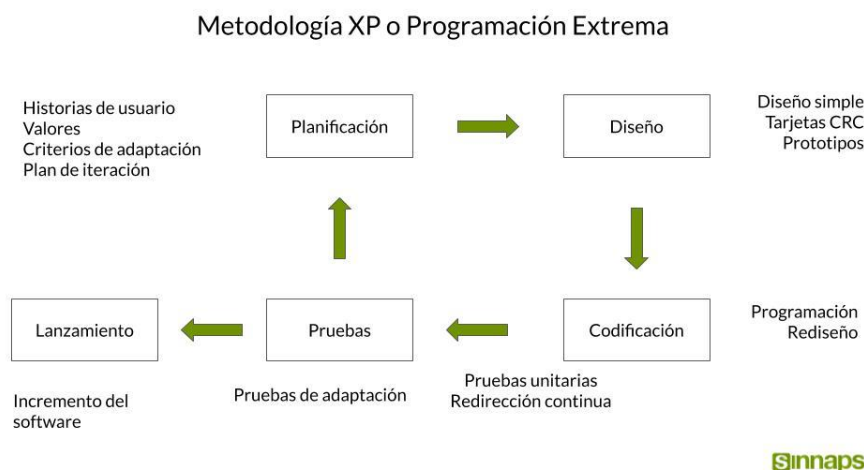 Metodología XP o Programación Extrema
Historias de usuario
Valores
Criterios de adaptación
Plan de iteración
Planificación
Diseño
Diseño simple
Tarjetas CRC
Prototipos
Lanzamiento
Pruebas
Codificación
Programación
Rediseño
Incremento del
software
Pruebas de adaptación
Pruebas unitarias
Redirección continua
Sinnaps